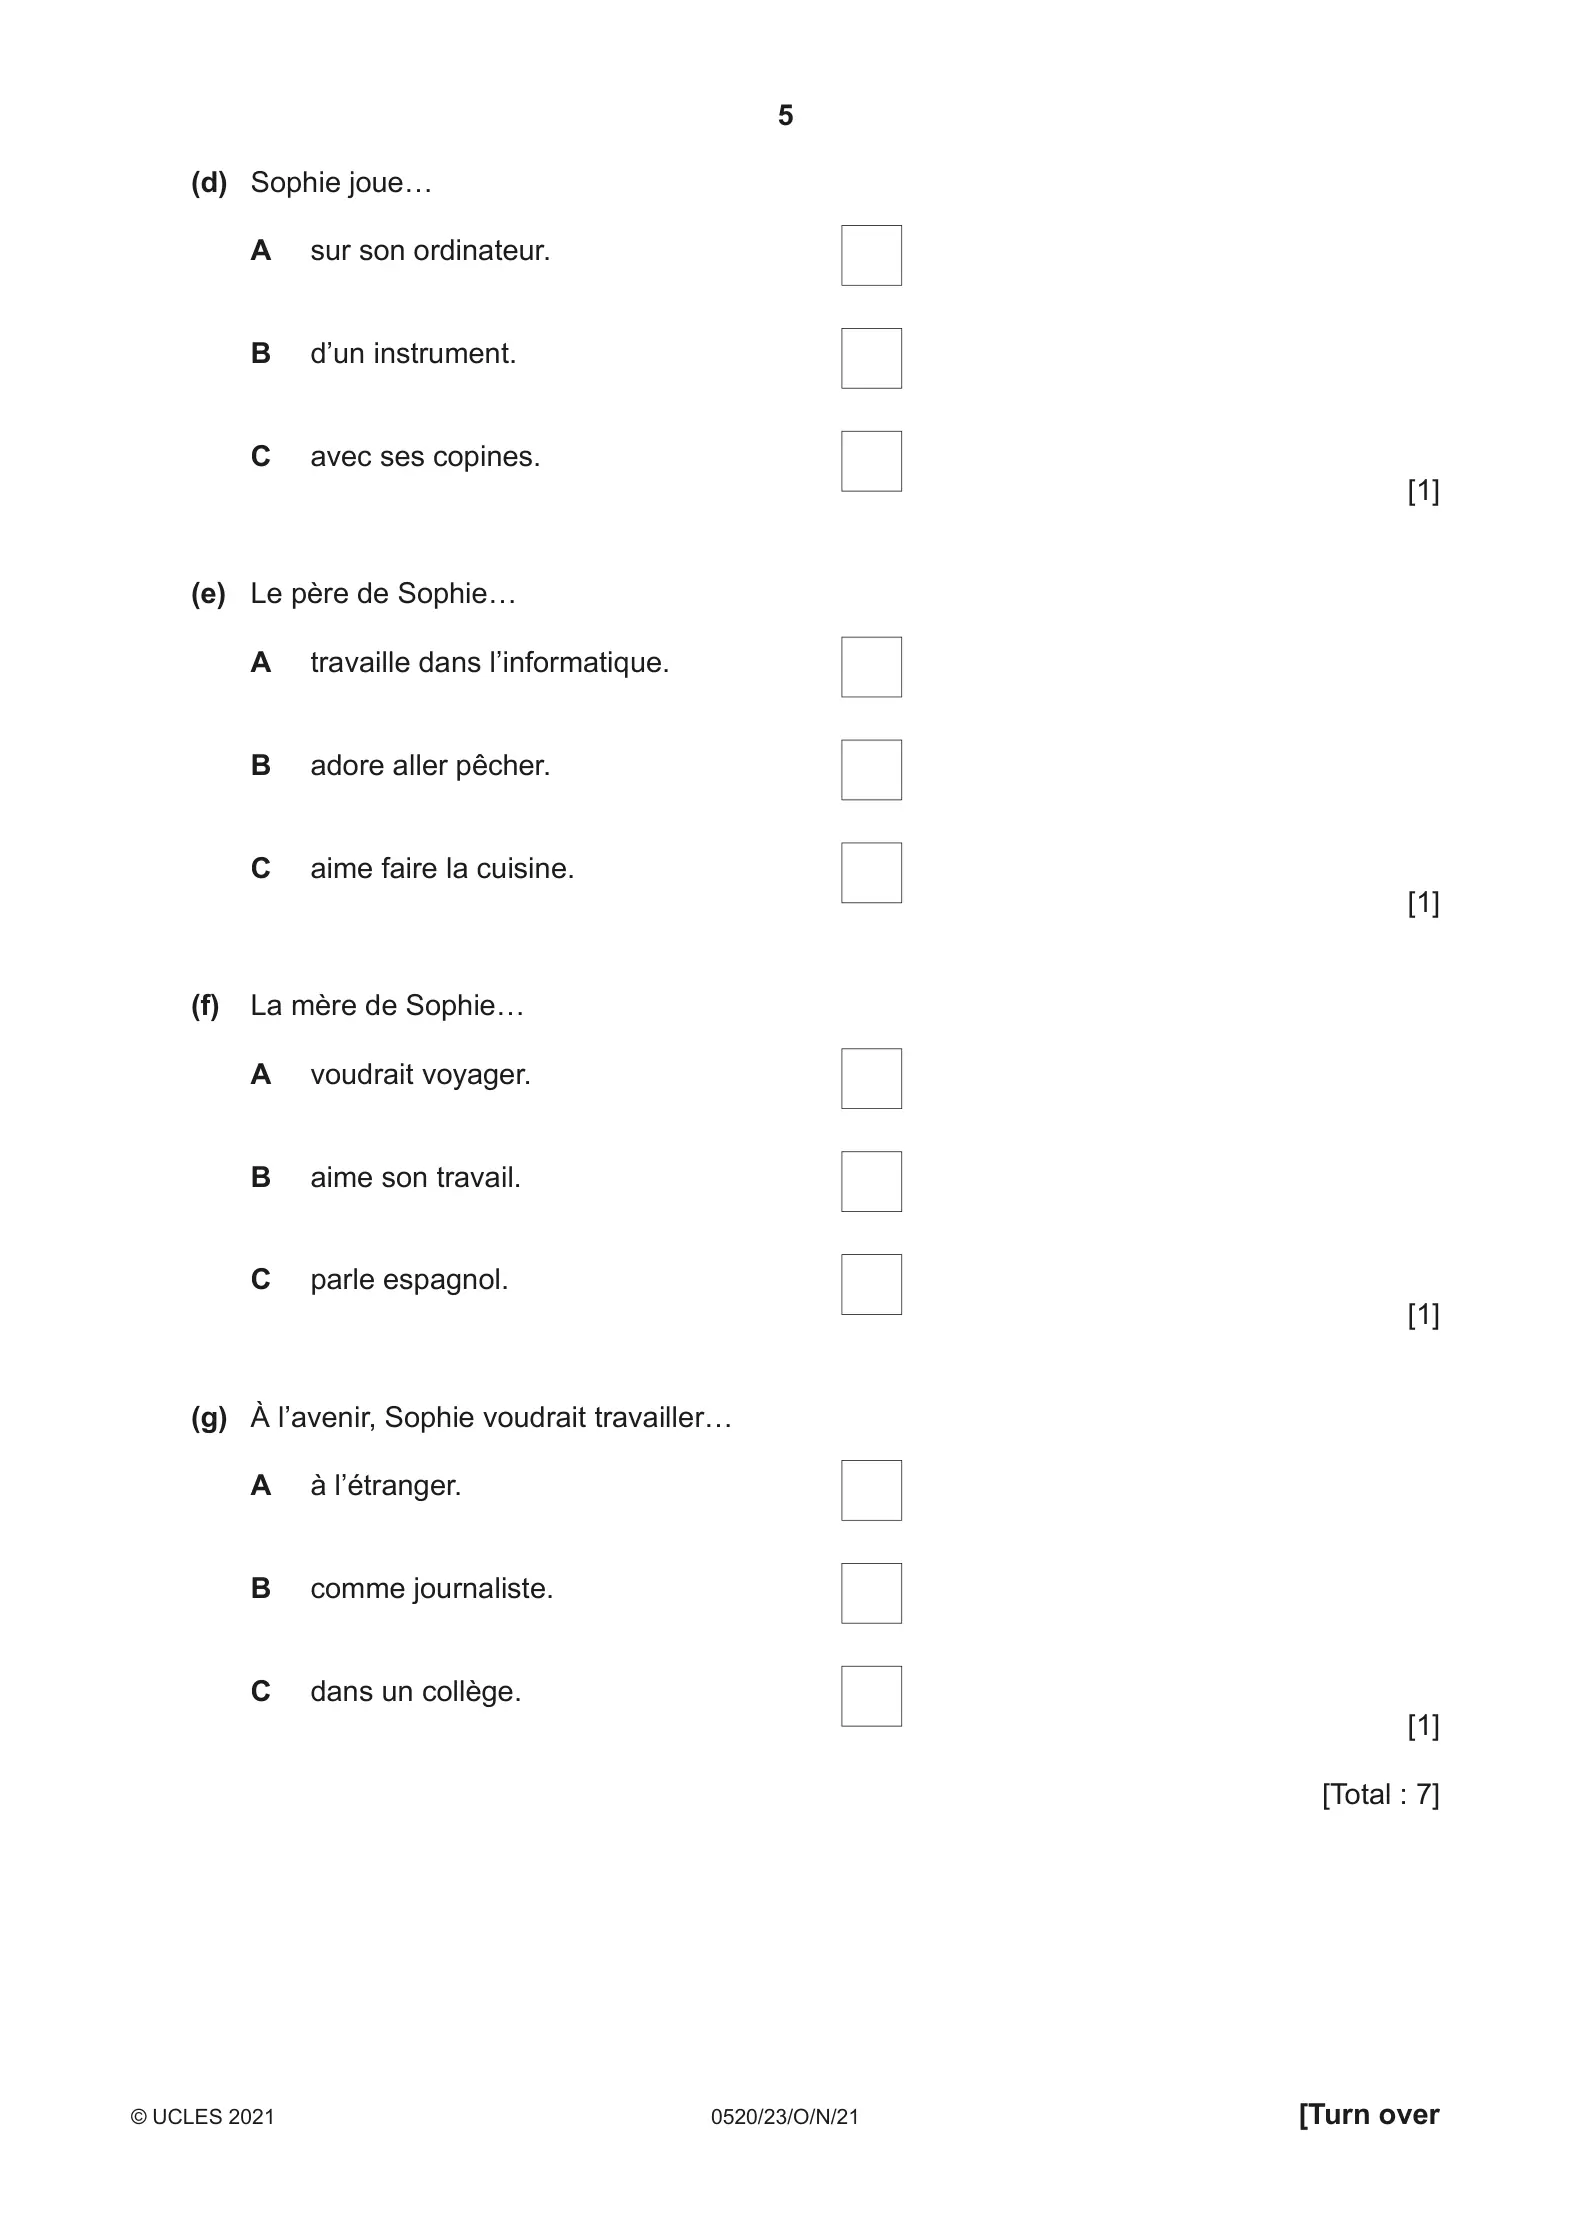 5
(d) Sophie joue…
A sur son ordinateur.
B d’un instrument.
C avec ses copines.
[1]
(e) Le père de Sophie…
A travaille dans l’informatique.
B adore aller pêcher.
C aime faire la cuisine.
[1]
(f) La mère de Sophie…
A voudrait voyager.
B aime son travail.
C parle espagnol.
[1]
(g) À l’avenir, Sophie voudrait travailler…
A à l’étranger.
B comme journaliste.
C dans un collège.
[1]
[Total : 7]
© UCLES 2021 0520/23/O/N/21 [Turn over